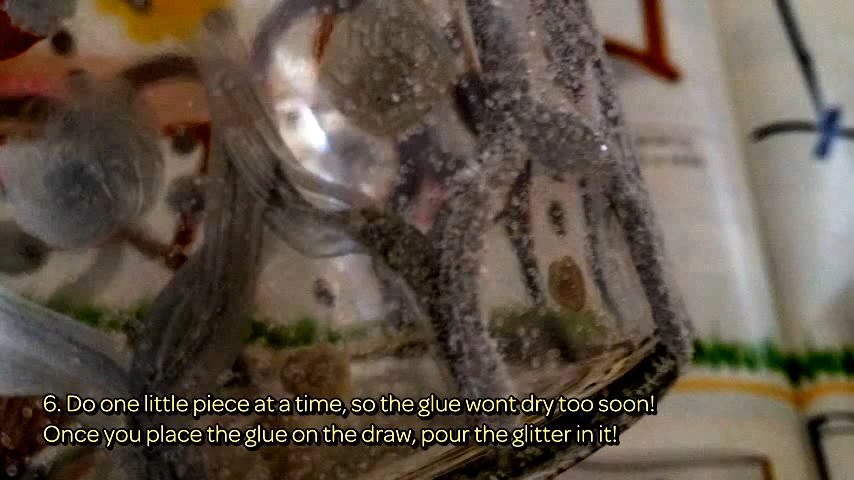 6. Do one little piece at a time, so the glue wont dry too soon!
Once you place the glue on the draw, pour the glitter in it!